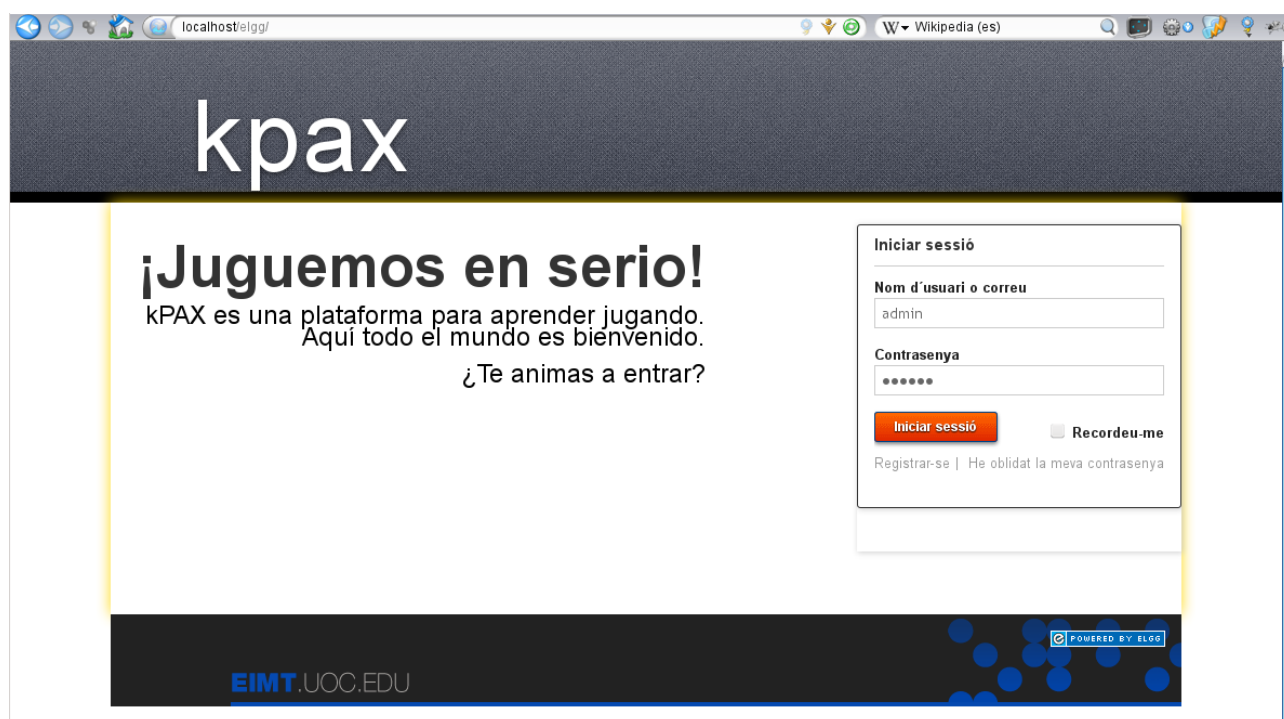 localhost/elgg/
W Wikipedia (es)
kpax
¡Juguemos en serio!
kPAX es una plataforma para aprender jugando.
Aquí todo el mundo es bienvenido.
¿Te animas a entrar?
Iniciar sessió
Nom d´usuari o correu
admin
Contrasenya
Iniciar sessió
Recordeu-me
Registrar-se | He oblidat la meva contrasenya
POWERED BY ELGG
EIMT.UOC.EDU